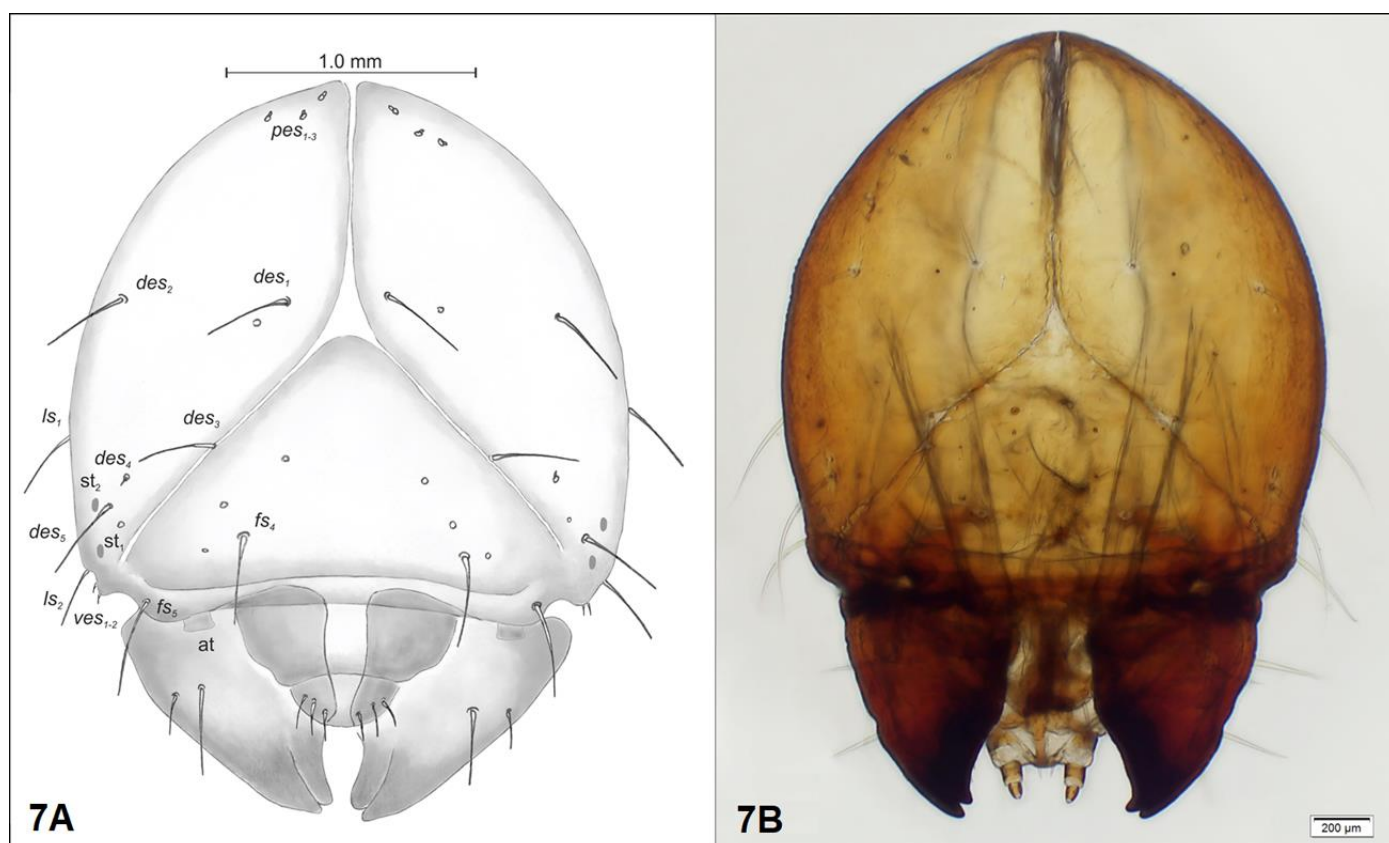 1.0 mm
pes1-3
des2
des1
ls1
des3
des4
st2
fs4
des5
st1
ls2
ves1-2
fs5
at
7A
7B
200 µm